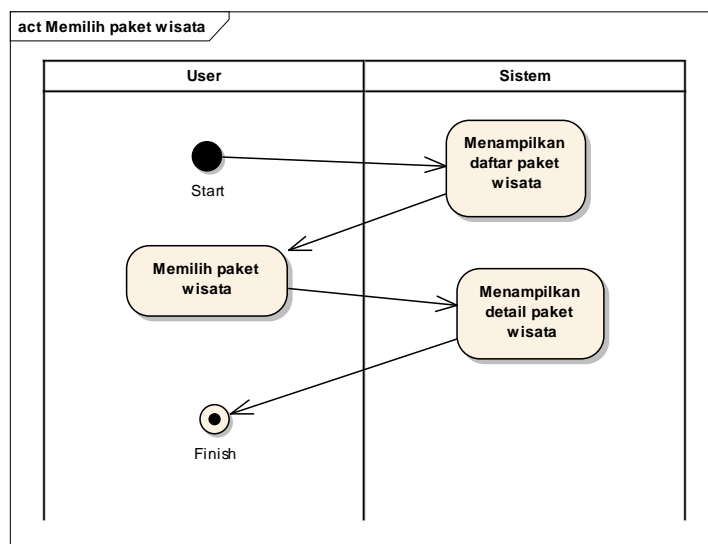 act Memilih paket wisata
User
Sistem
Start
Menampilkan
daftar paket
wisata
Memilih paket
wisata
Menampilkan
detail paket
wisata
Finish